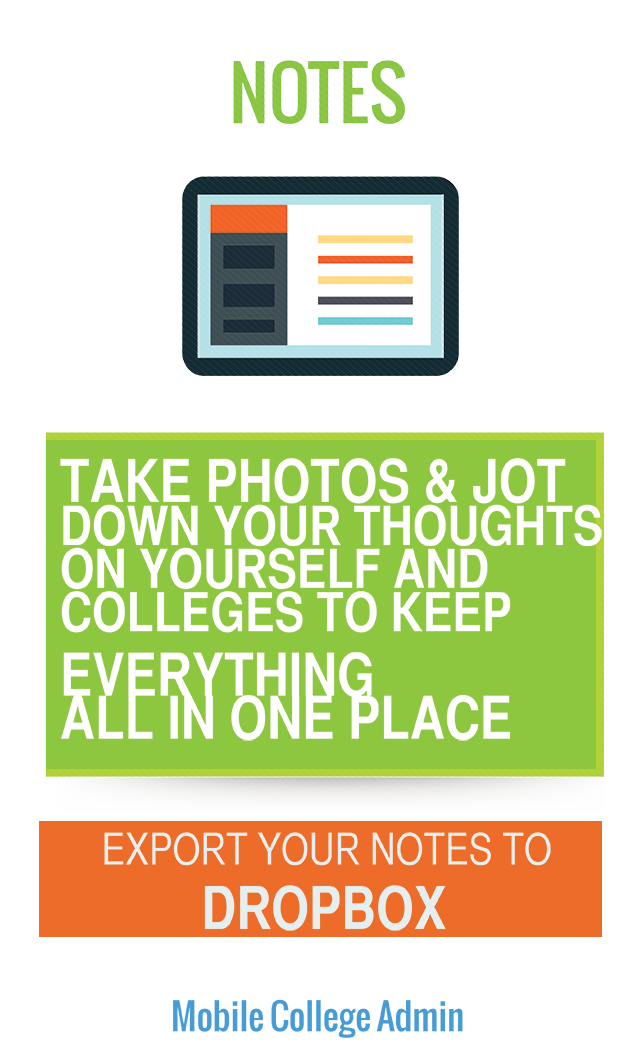 NOTES
TAKE PHOTOS & JOT
DOWN YOUR THOUGHTS
ON YOURSELF AND
COLLEGES TO KEEP
EVERYTHING
ALL IN ONE PLACE
EXPORT YOUR NOTES TO
DROPBOX
Mobile College Admin